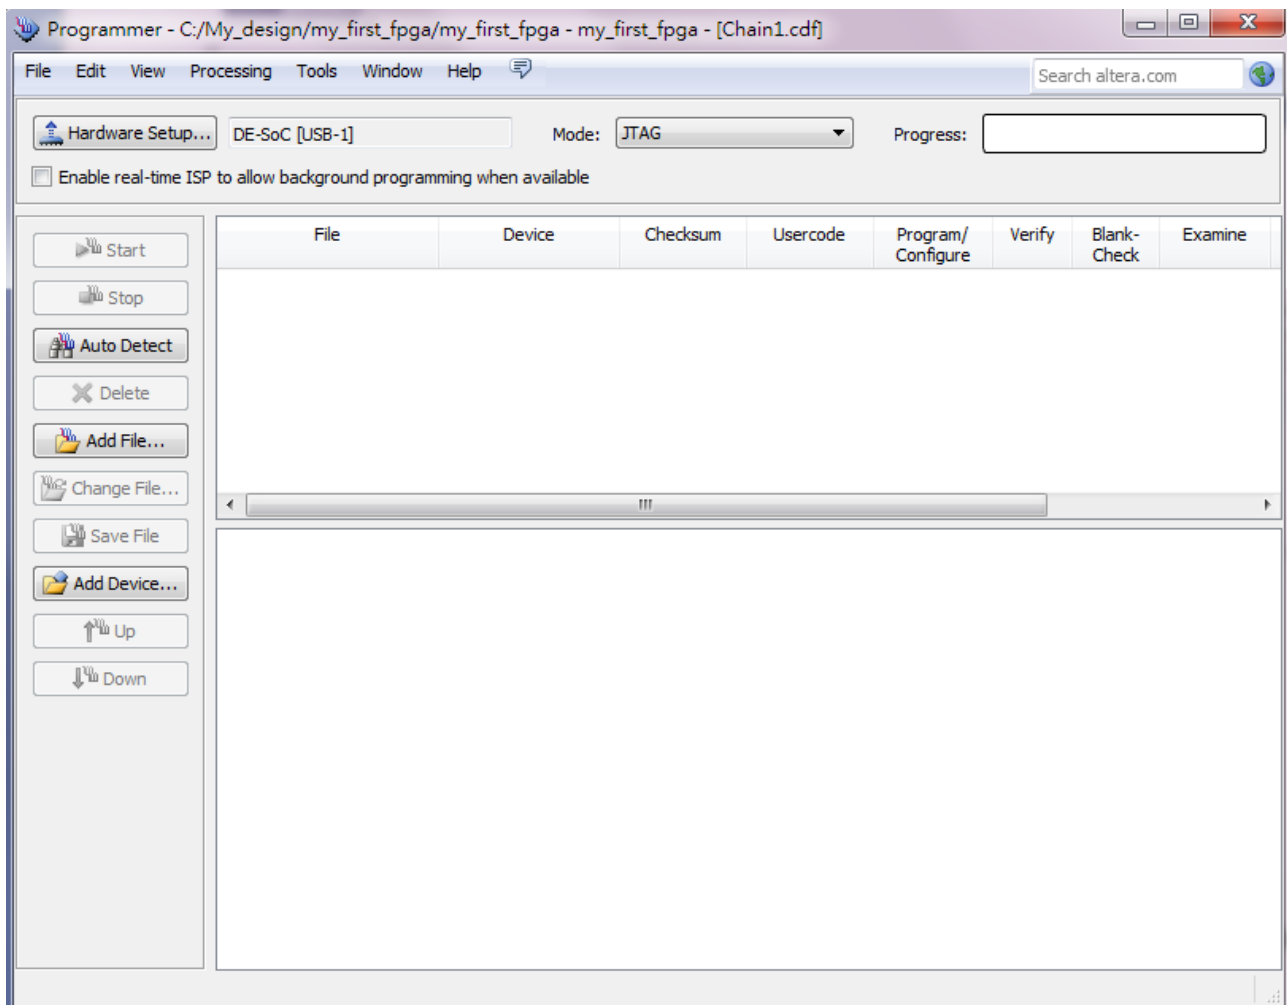 Programmer - C:/My_design/my_first_fpga/my_first_fpga - my_first_fpga - [Chain1.cdf]
File Edit View Processing Tools Window Help Search altera.com
Hardware Setup... DE-SoC [USB-1] Mode: JTAG Progress:
Enable real-time ISP to allow background programming when available
File Device Checksum Usercode Program/ Configure Verify Blank- Check Examine
Start
Stop
Auto Detect
Delete
Add File...
Change File...
Save File
Add Device...
Up
Down